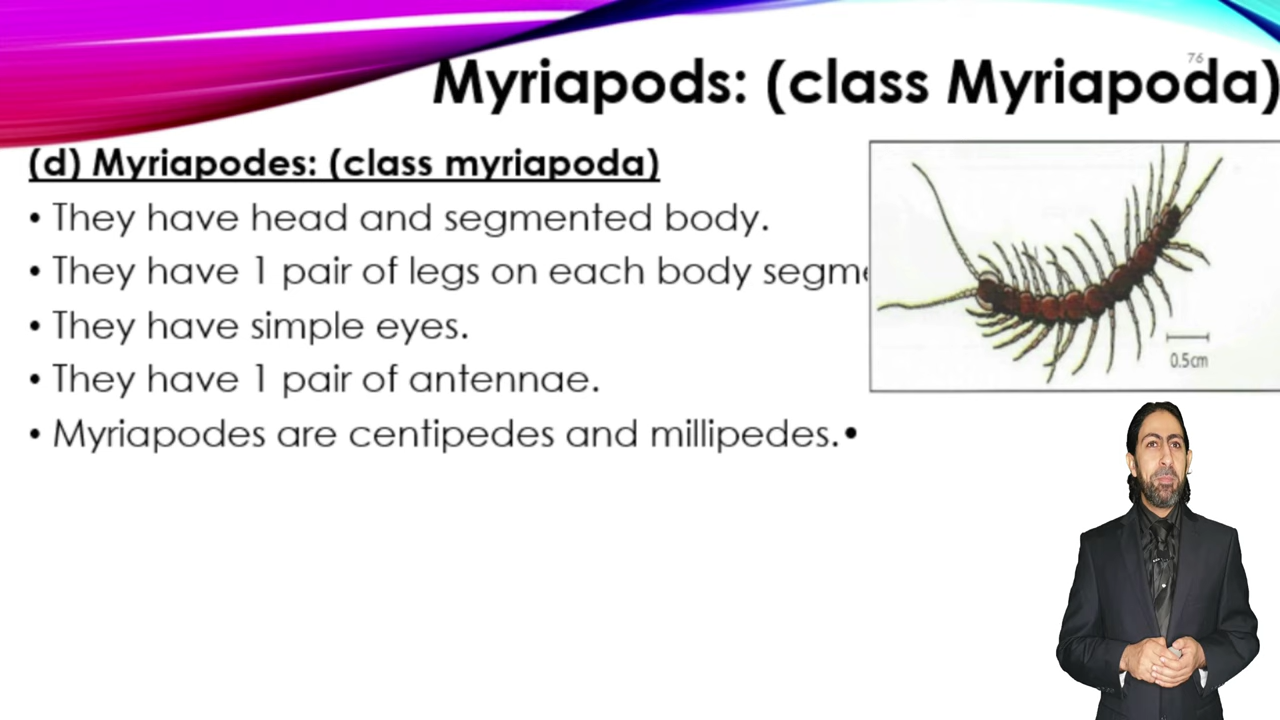 76
Myriapods: (class Myriapoda)
(d) Myriapodes: (class myriapoda)
• They have head and segmented body.
• They have 1 pair of legs on each body segme
• They have simple eyes.
• They have 1 pair of antennae.
• Myriapodes are centipedes and millipedes.•
0.5cm